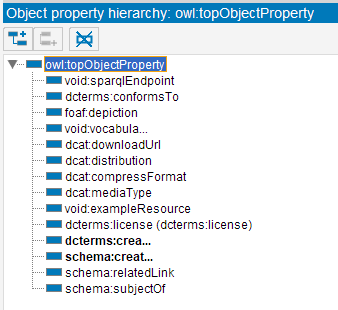 Object property hierarchy: owl:topObjectProperty
owl:topObjectProperty
void:sparqlEndpoint
dcterms:conformsTo
foaf:depiction
void:vocabula...
dcat:downloadUrl
dcat:distribution
dcat:compressFormat
dcat:mediaType
void:exampleResource
dcterms:license (dcterms:license)
dcterms:crea...
schema:creat...
schema:relatedLink
schema:subjectOf